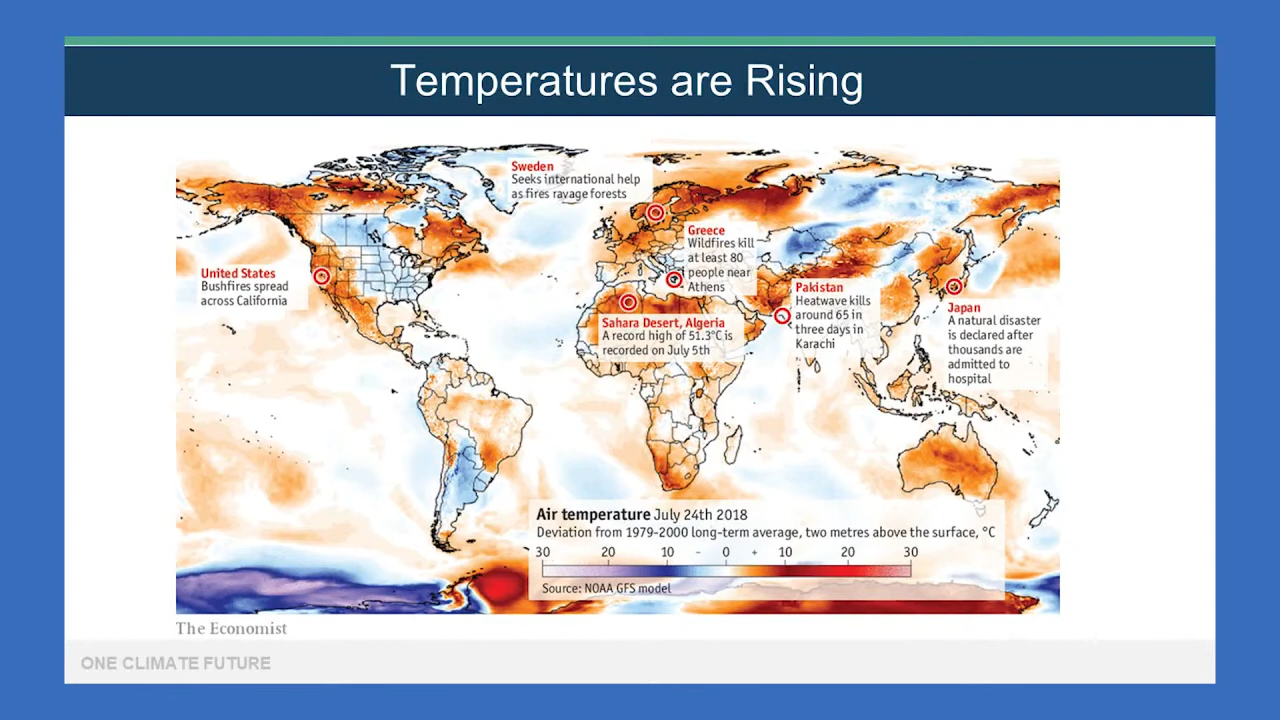 Temperatures are Rising
Sweden
Seeks international help
as fires ravage forests
Greece
Wildfires kill
at least 80
people near
Athens
United States
Bushfires spread
across California
Pakistan
Heatwave kills
around 65 in
three days in
Karachi
Japan
A natural disaster
is declared after
thousands are
admitted to
hospital
Sahara Desert, Algeria
A record high of 51.3°C is
recorded on July 5th
Air temperature July 24th 2018
Deviation from 1979-2000 long-term average, two metres above the surface, °C
30 20 10 - 0 + 10 20 30
Source: NOAA GFS model
The Economist
ONE CLIMATE FUTURE